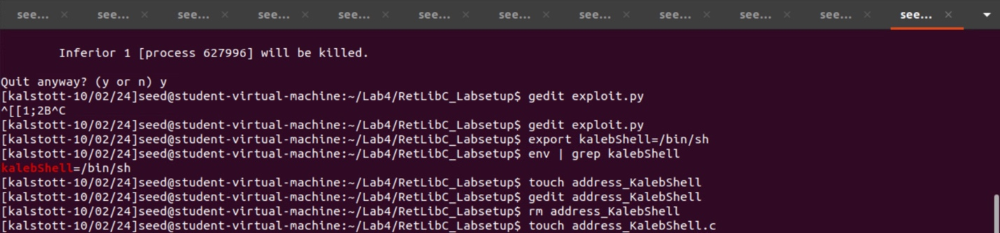 see... × see... × see... × see... × see... × see... × see... × see... × see... × see... × see... × see... ×
Inferior 1 [process 627996] will be killed.
Quit anyway? (y or n) y
[kalstott-10/02/24]seed@student-virtual-machine:~/Lab4/RetLibC_Labsetup$ gedit exploit.py
^[[1;2B^C
[kalstott-10/02/24]seed@student-virtual-machine:~/Lab4/RetLibC_Labsetup$ gedit exploit.py
[kalstott-10/02/24]seed@student-virtual-machine:~/Lab4/RetLibC_Labsetup$ export kalebShell=/bin/sh
[kalstott-10/02/24]seed@student-virtual-machine:~/Lab4/RetLibC_Labsetup$ env | grep kalebShell
kalebShell=/bin/sh
[kalstott-10/02/24]seed@student-virtual-machine:~/Lab4/RetLibC_Labsetup$ touch address_KalebShell
[kalstott-10/02/24]seed@student-virtual-machine:~/Lab4/RetLibC_Labsetup$ gedit address_KalebShell
[kalstott-10/02/24]seed@student-virtual-machine:~/Lab4/RetLibC_Labsetup$ rm address_KalebShell
[kalstott-10/02/24]seed@student-virtual-machine:~/Lab4/RetLibC_Labsetup$ touch address_KalebShell.c